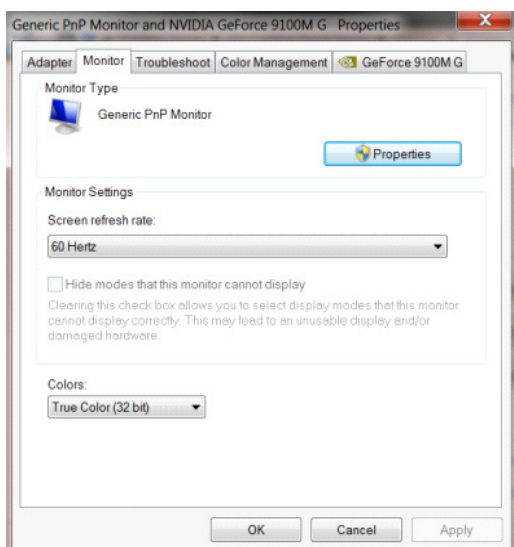 Generic PnP Monitor and NVIDIA GeForce 9100M G Properties
Adapter Monitor Troubleshoot Color Management GeForce 9100M G
Monitor Type
Generic PnP Monitor
Properties
Monitor Settings
Screen refresh rate:
60 Hertz
Hide modes that this monitor cannot display
Clearing this check box allows you to select display modes that this monitor
cannot display correctly. This may lead to an unusable display and/or
damaged hardware.
Colors:
True Color (32 bit)
OK Cancel Apply